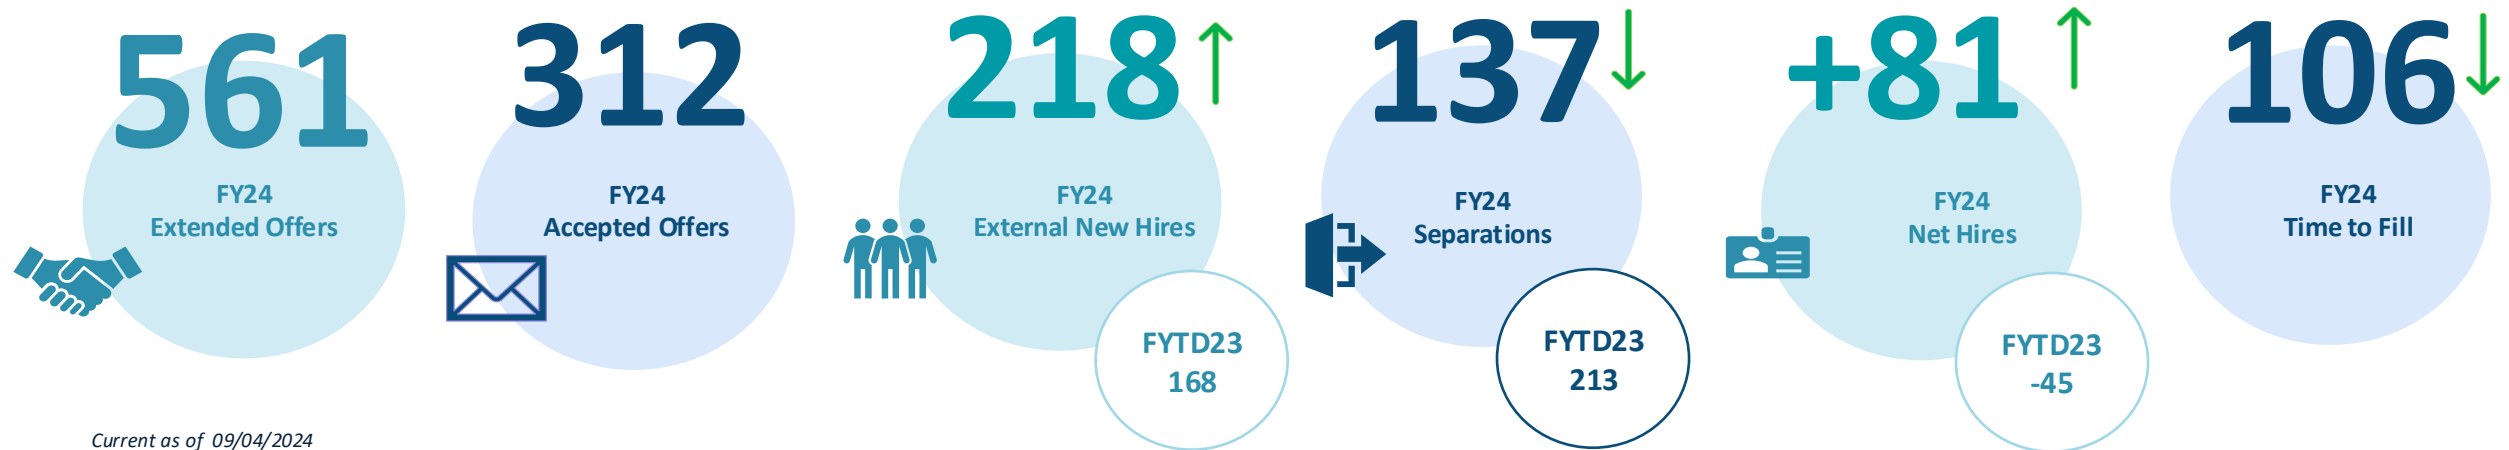 561
FY24
Extended Offers
312
FY24
Accepted Offers
218
FY24
External New Hires
FYTD23
168
137
FY24
Separations
FYTD23
213
+81
FY24
Net Hires
FYTD23
-45
106
FY24
Time to Fill
Current as of 09/04/2024